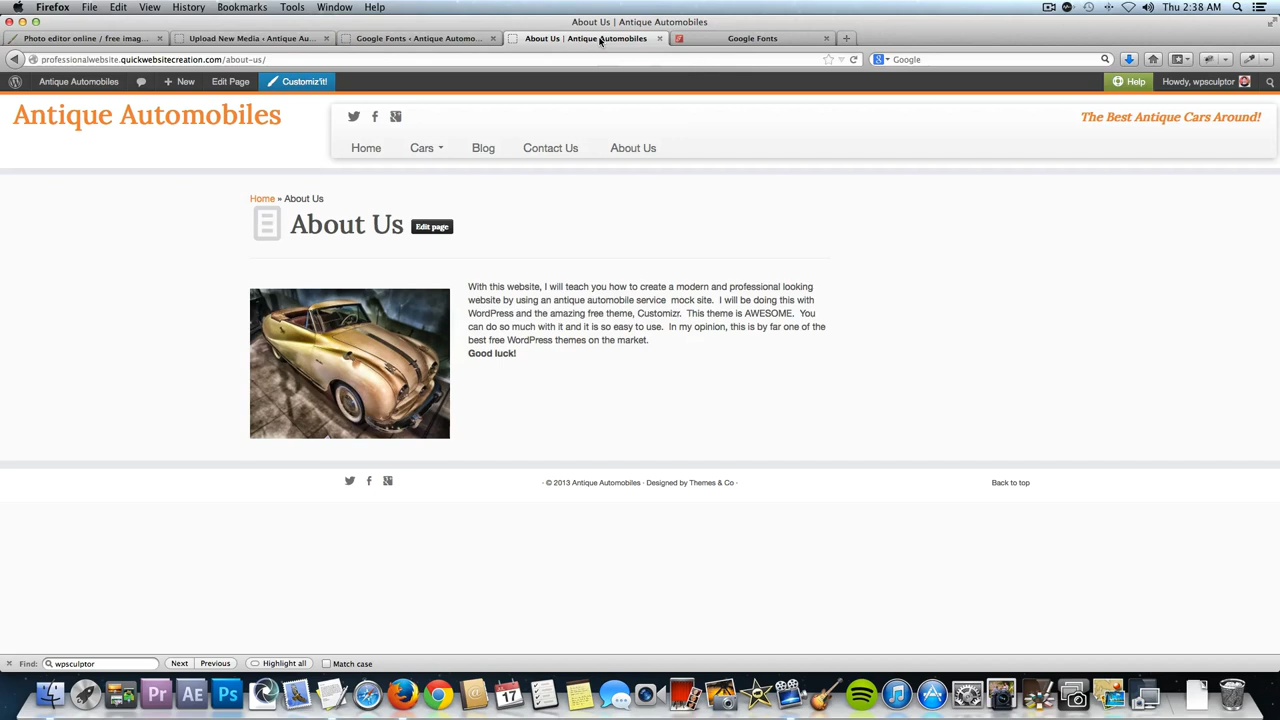 Firefox File Edit View History Bookmarks Tools Window Help Thu 2:38 AM
About Us | Antique Automobiles
Photo editor online / free imag... Upload New Media ‹ Antique Au... Google Fonts ‹ Antique Automo... About Us | Antique Automobiles Google Fonts
professionalwebsite.quickwebsitecreation.com/about-us/ Google
Antique Automobiles New Edit Page Customiz'it! Help Howdy, wpsculptor
Antique Automobiles
The Best Antique Cars Around!
Home Cars Blog Contact Us About Us
Home » About Us
About Us Edit page
With this website, I will teach you how to create a modern and professional looking
website by using an antique automobile service mock site. I will be doing this with
WordPress and the amazing free theme, Customizr. This theme is AWESOME. You
can do so much with it and it is so easy to use. In my opinion, this is by far one of the
best free WordPress themes on the market.
Good luck!
· © 2013 Antique Automobiles · Designed by Themes & Co ·
Back to top
Find: wpsculptor Next Previous Highlight all Match case
Pr Ae Ps 17